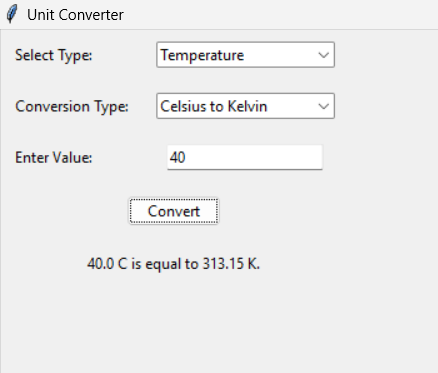 Unit Converter
Select Type: Temperature
Conversion Type: Celsius to Kelvin
Enter Value: 40
Convert
40.0 C is equal to 313.15 K.